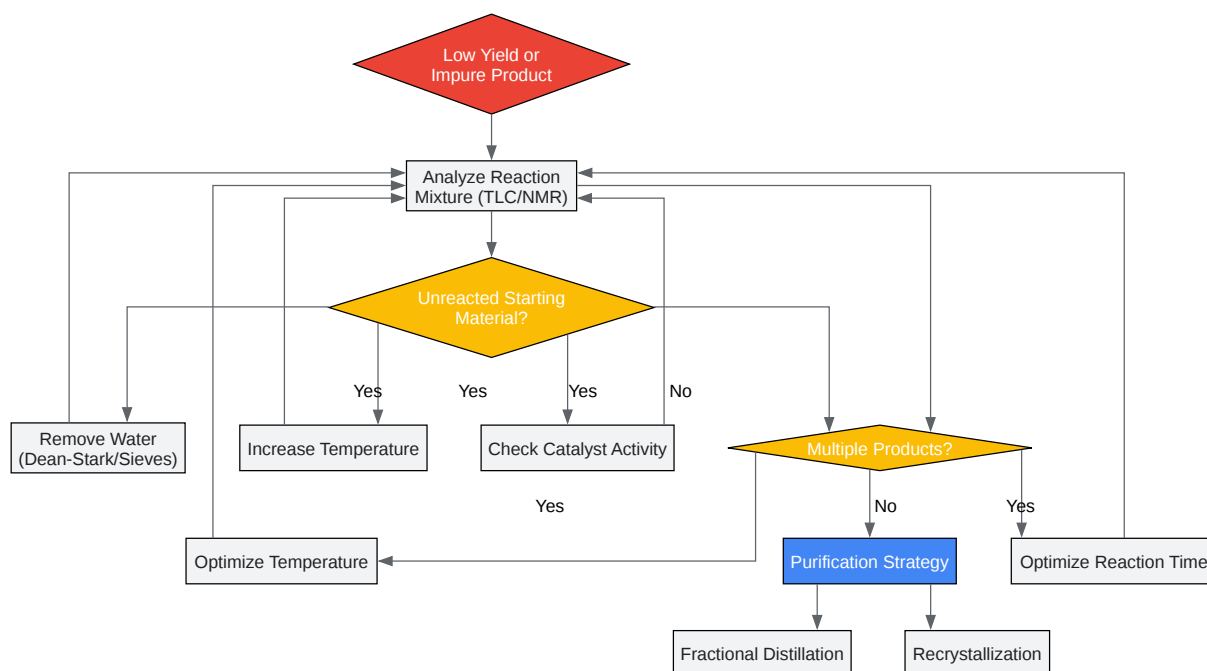 Low Yield or
Impure Product
Analyze Reaction
Mixture (TLC/NMR)
Unreacted Starting
Material?
Yes
Yes
Yes
No
Remove Water
(Dean-Stark/Sieves)
Increase Temperature
Check Catalyst Activity
Multiple Products?
Yes
No
Yes
Optimize Temperature
Purification Strategy
Optimize Reaction Time
Fractional Distillation
Recrystallization